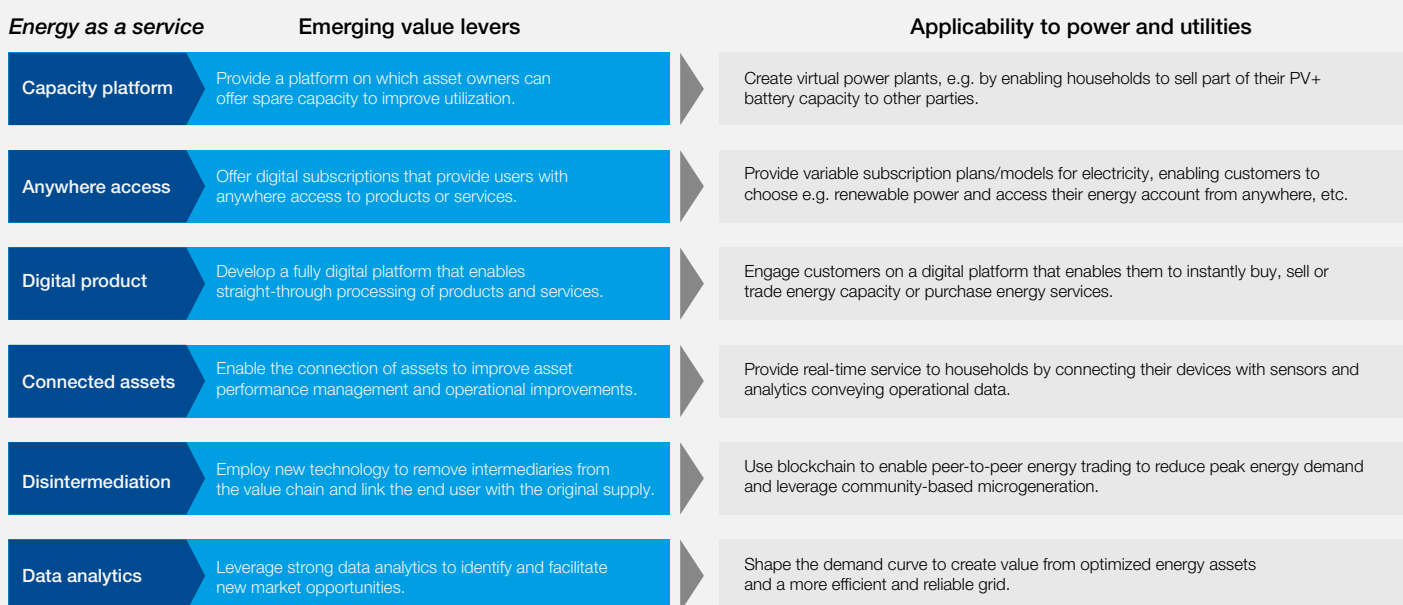 Energy as a service
Emerging value levers
Applicability to power and utilities
Capacity platform
Provide a platform on which asset owners can
offer spare capacity to improve utilization.
Create virtual power plants, e.g. by enabling households to sell part of their PV+
battery capacity to other parties.
Anywhere access
Offer digital subscriptions that provide users with
anywhere access to products or services.
Provide variable subscription plans/models for electricity, enabling customers to
choose e.g. renewable power and access their energy account from anywhere, etc.
Digital product
Develop a fully digital platform that enables
straight-through processing of products and services.
Engage customers on a digital platform that enables them to instantly buy, sell or
trade energy capacity or purchase energy services.
Connected assets
Enable the connection of assets to improve asset
performance management and operational improvements.
Provide real-time service to households by connecting their devices with sensors and
analytics conveying operational data.
Disintermediation
Employ new technology to remove intermediaries from
the value chain and link the end user with the original supply.
Use blockchain to enable peer-to-peer energy trading to reduce peak energy demand
and leverage community-based microgeneration.
Data analytics
Leverage strong data analytics to identify and facilitate
new market opportunities.
Shape the demand curve to create value from optimized energy assets
and a more efficient and reliable grid.